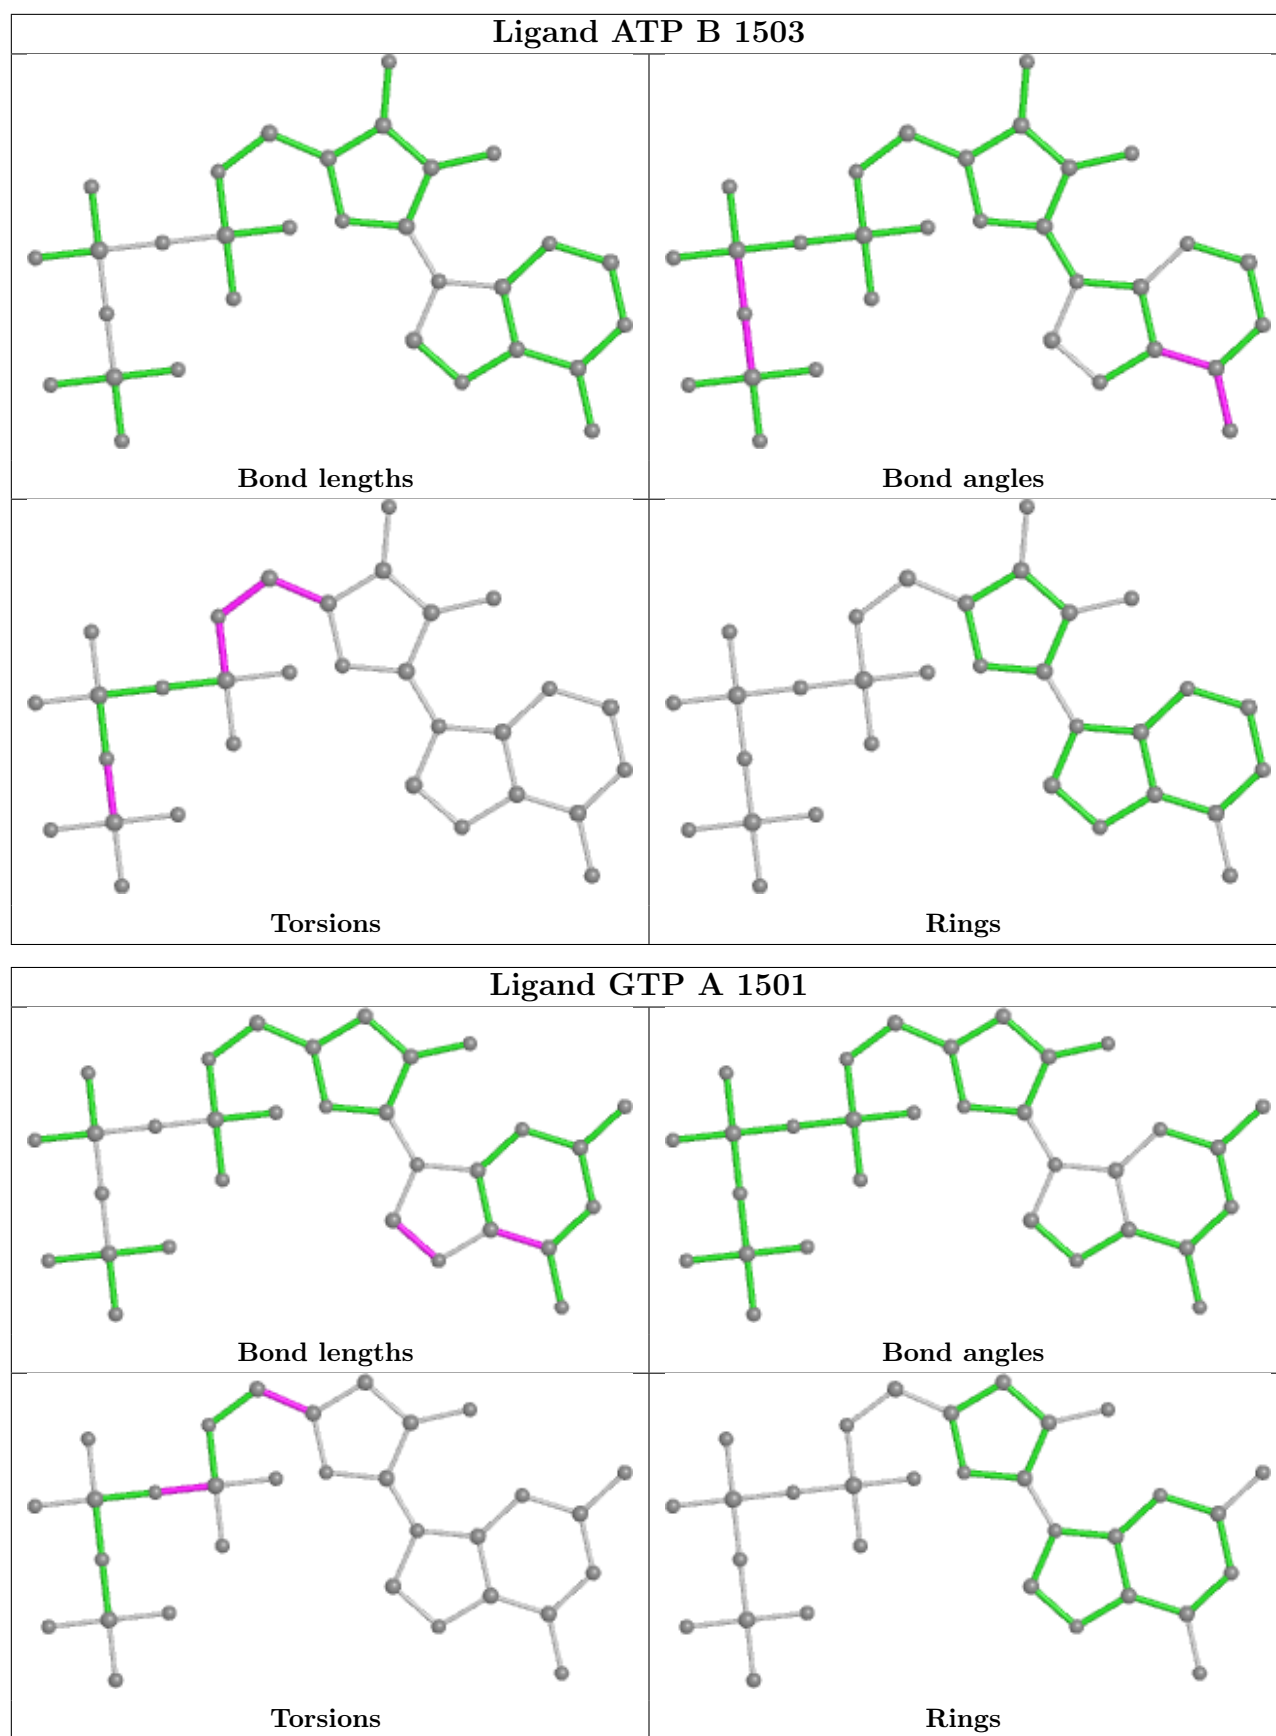 Ligand ATP B 1503
Bond lengths
Bond angles
Torsions
Rings
Ligand GTP A 1501
Bond lengths
Bond angles
Torsions
Rings